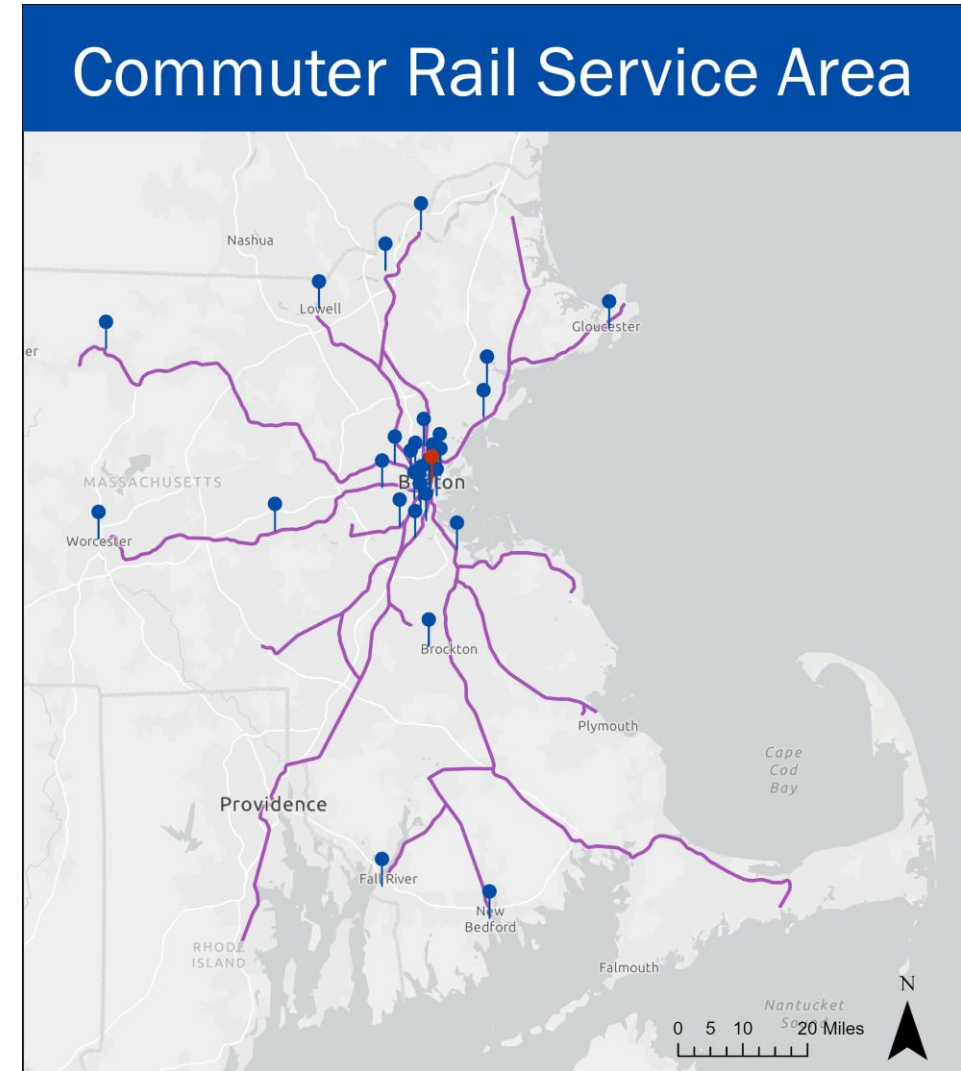 Commuter Rail Service Area
Nashua
Lowell
Gloucester
er
MASSACHUSETTS
Boston
Worcester
Brockton
Plymouth
Cape
Cod
Bay
Providence
Fall River
New
Bedford
RHODE
ISLAND
Falmouth
N
Nantucket
Sound
0 5 10 20 Miles